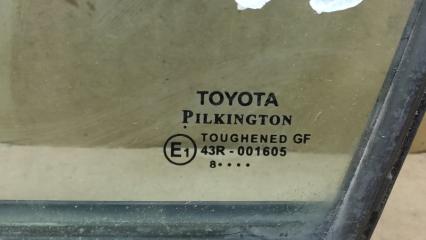 TOYOTA
PILKINGTON
TOUGHENED GF
E1 43R - 001605
8 • • • •